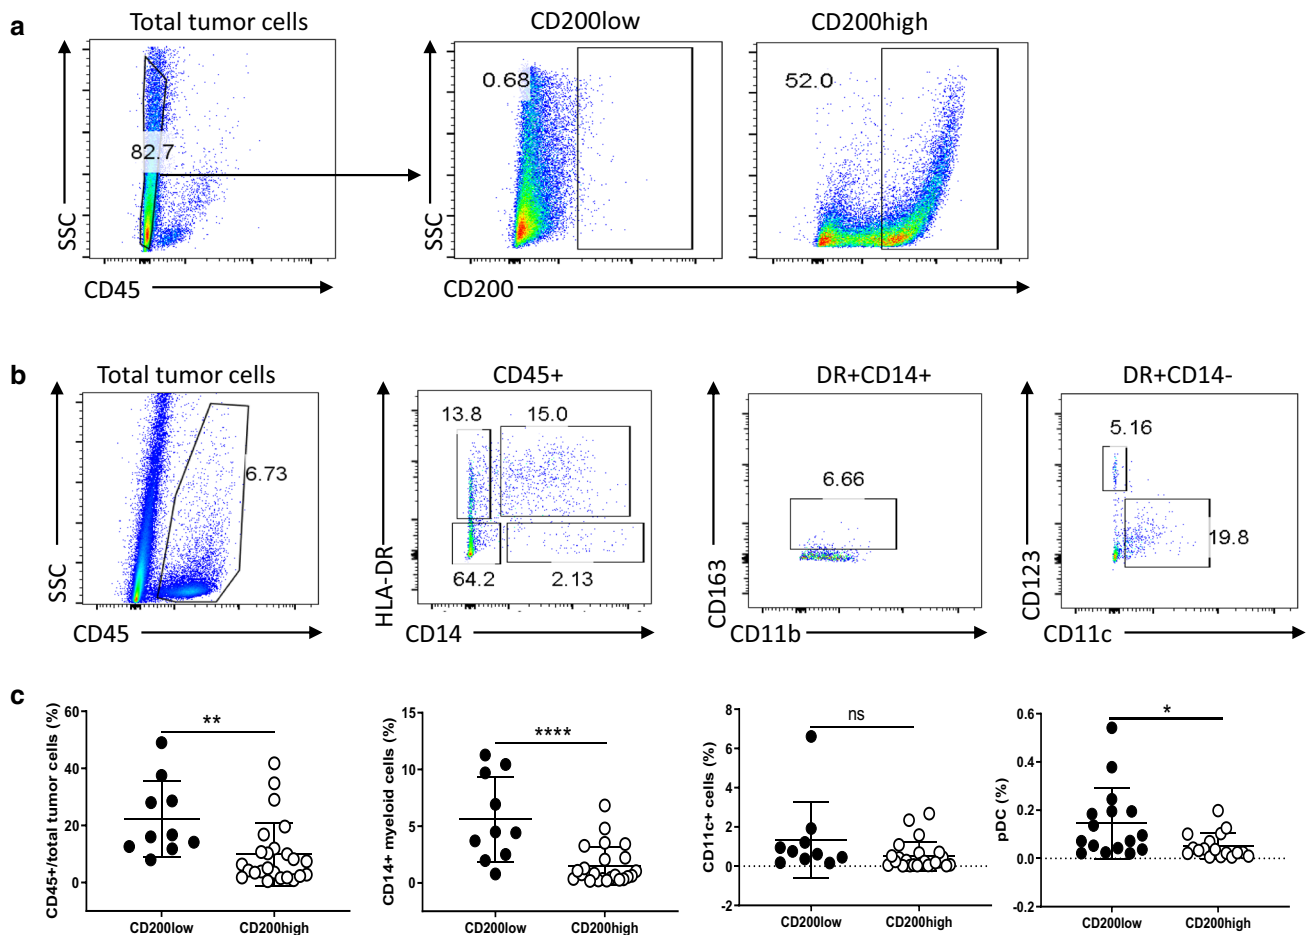 a
Total tumor cells
CD200low
CD200high
0.68
52.0
82.7
SSC
SSC
CD45
CD200
b
Total tumor cells
CD45+
DR+CD14+
DR+CD14-
13.8
15.0
5.16
6.73
6.66
19.8
64.2
2.13
SSC
HLA-DR
CD163
CD123
CD45
CD14
CD11b
CD11c
c
CD45+/total tumor cells (%)
60
40
20
0
**
CD200low
CD200high
CD14+ myeloid cells (%)
15
10
5
0
****
CD200low
CD200high
CD11c+ cells (%)
8
6
4
2
0
-2
ns
CD200low
CD200high
pDC (%)
0.6
0.4
0.2
0.0
-0.2
*
CD200low
CD200high